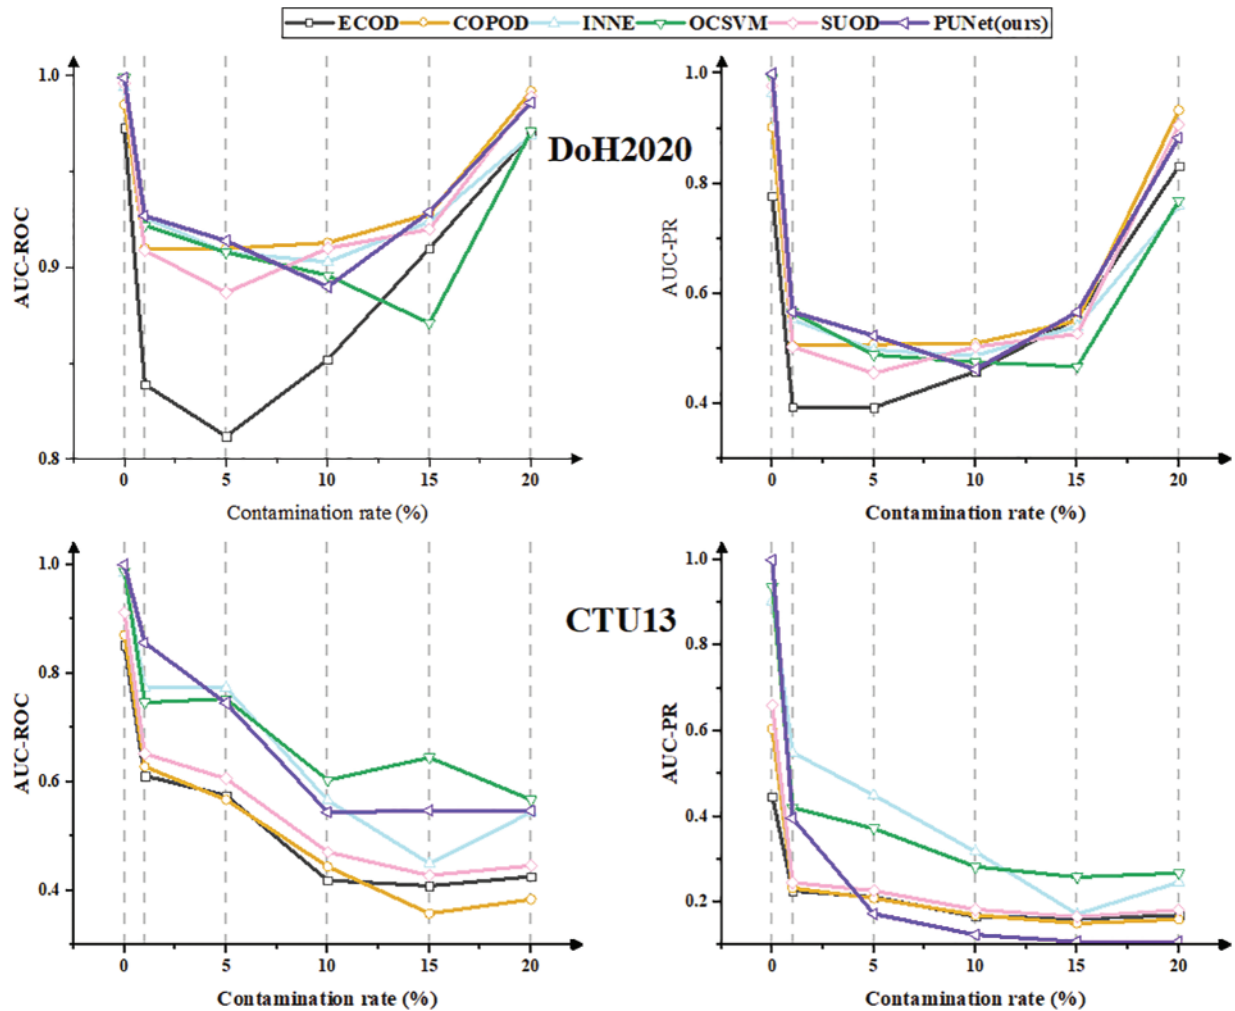 ECOD COPOD INNE OCSVM SUOD PUNet(ours)
1.0
0.9
0.8
AUC-ROC
0 5 10 15 20
Contamination rate (%)
DoH2020
1.0
0.8
0.6
0.4
AUC-PR
0 5 10 15 20
Contamination rate (%)
1.0
0.8
0.6
0.4
AUC-ROC
0 5 10 15 20
Contamination rate (%)
CTU13
1.0
0.8
0.6
0.4
0.2
AUC-PR
0 5 10 15 20
Contamination rate (%)